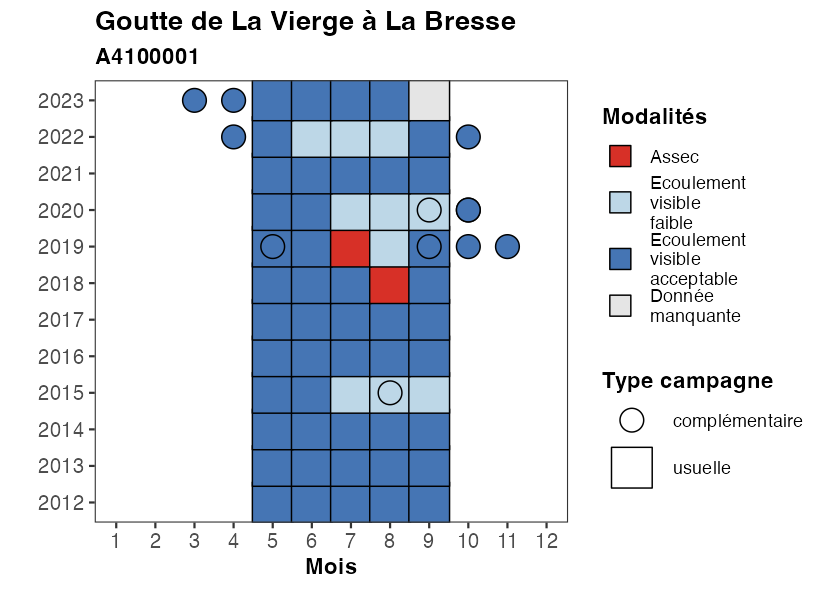 Goutte de La Vierge à La Bresse
A4100001
2023
2022
2021
2020
2019
2018
2017
2016
2015
2014
2013
2012
1 2 3 4 5 6 7 8 9 10 11 12
Mois
Modalités
Assec
Ecoulement
visible
faible
Ecoulement
visible
acceptable
Donnée
manquante
Type campagne
complémentaire
usuelle